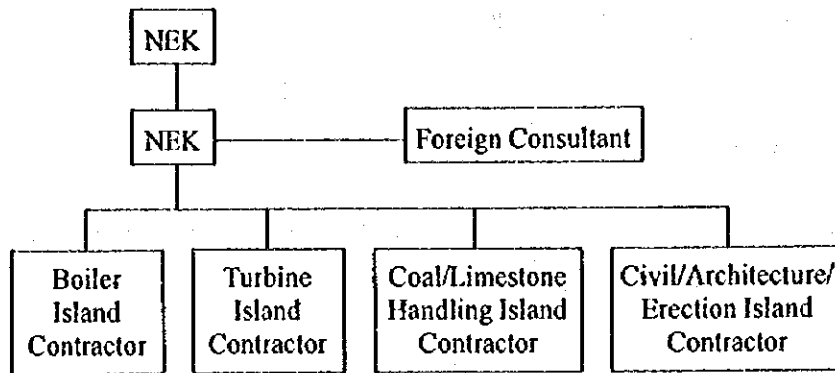 NEK
NEK
Foreign Consultant
Boiler
Island
Contractor
Turbine
Island
Contractor
Coal/Limestone
Handling Island
Contractor
Civil/Architecture/
Erection Island
Contractor